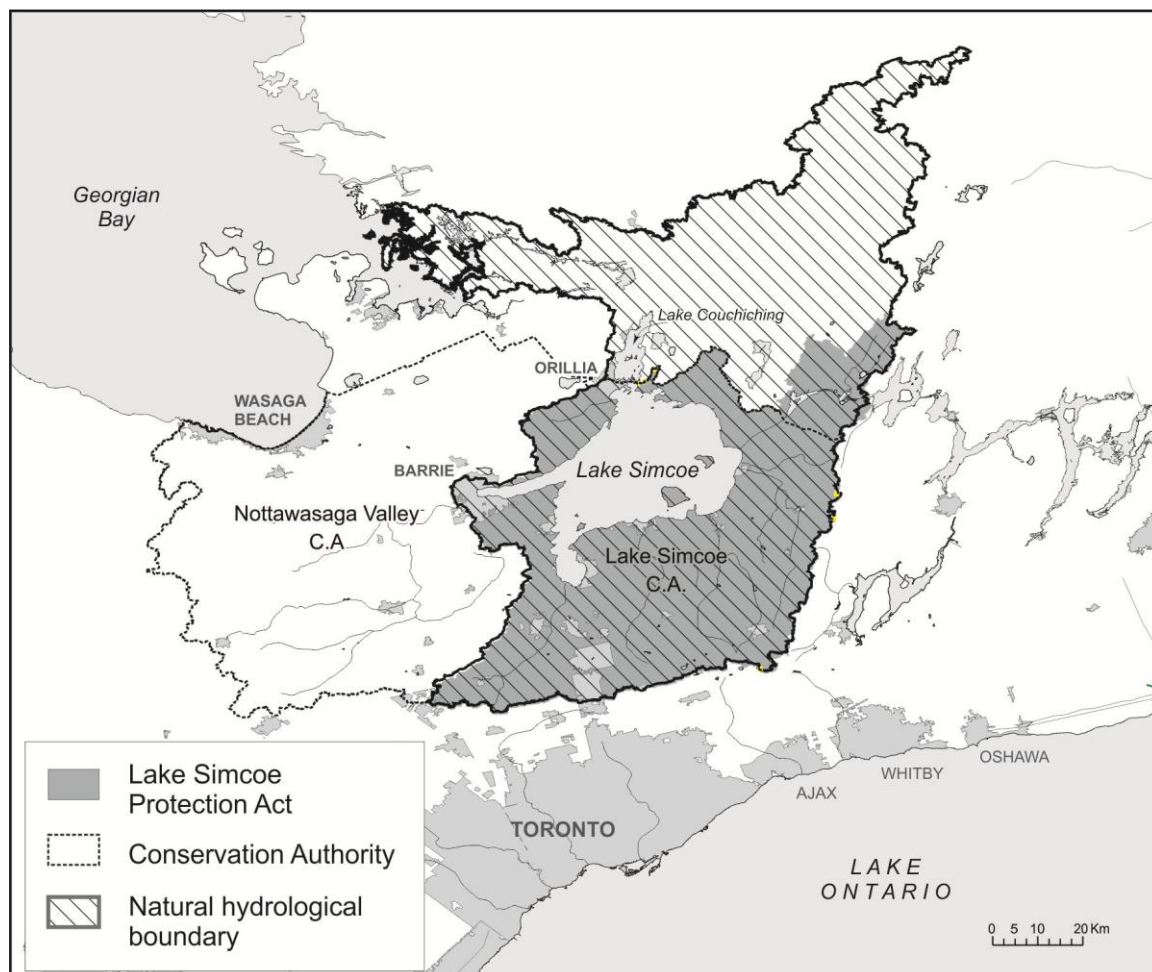 Georgian
Bay
Lake Couchiching
ORILLIA
WASAGA
BEACH
BARRIE
Lake Simcoe
Nottawasaga Valley
C.A
Lake Simcoe
C.A.
OSHAWA
WHITBY
AJAX
TORONTO
LAKE
ONTARIO
Lake Simcoe
Protection Act
Conservation Authority
Natural hydrological
boundary
0 5 10 20 Km